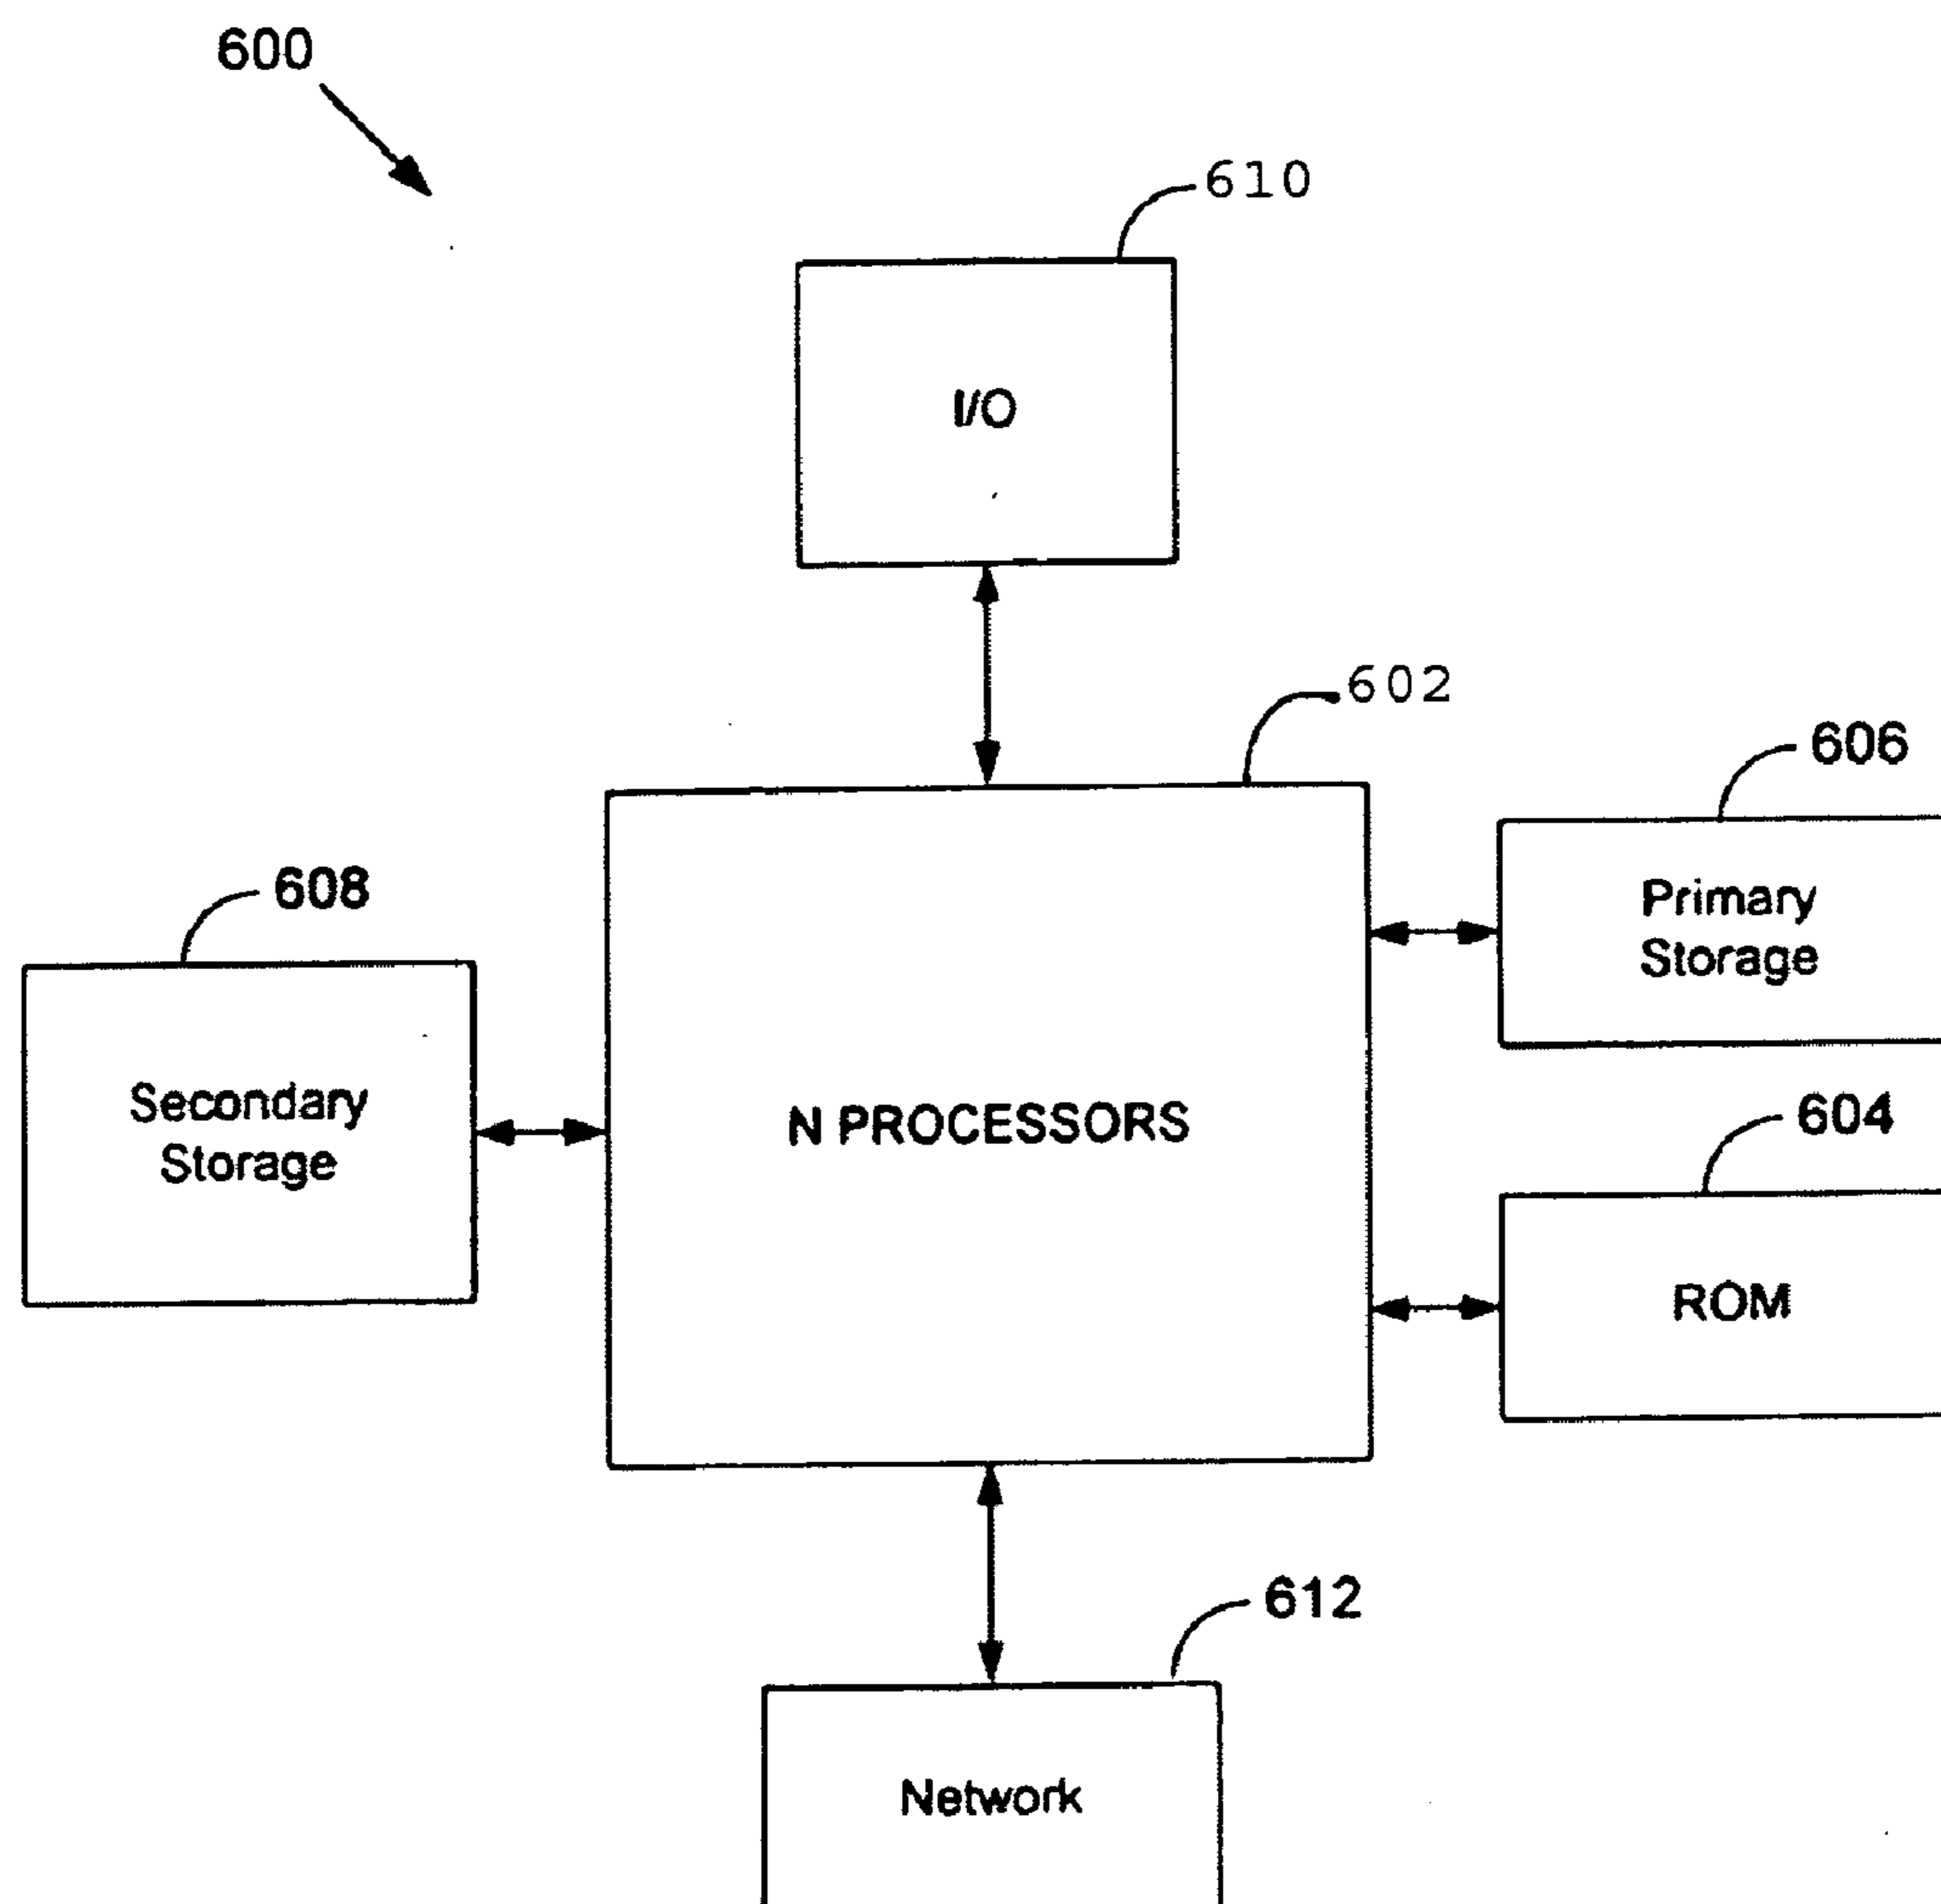 600
610
I/O
602
606
Primary
Storage
608
Secondary
Storage
N PROCESSORS
604
ROM
612
Network